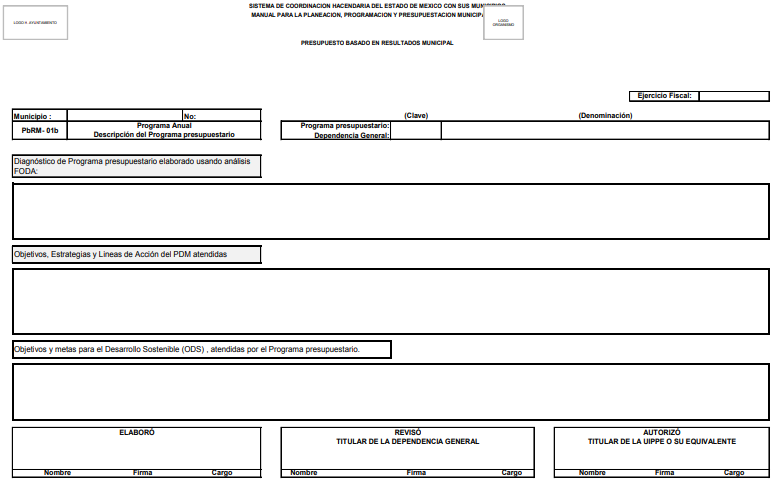 SISTEMA DE COORDINACION HACENDARIA DEL ESTADO DE MEXICO CON SUS
LOGO H. AYUNTAMIENTO
MANUAL PARA LA PLANEACION, PROGRAMACION Y PRESUPUESTACION
LOGO
ORGANISMO
PRESUPUESTO BASADO EN RESULTADOS MUNICIPAL
Ejercicio Fiscal:
Municipio : No:
(Clave) (Denominación)
PbRM- 01b
Programa Anual
Descripción del Programa presupuestario
Programa presupuestario:
Dependencia General:
Diagnóstico de Programa presupuestario elaborado usando análisis
FODA:
Objetivos, Estrategias y Líneas de Acción del PDM atendidas
Objetivos y metas para el Desarrollo Sostenible (ODS) , atendidas por el Programa presupuestario.
ELABORÓ
Nombre Firma Cargo
REVISÓ
TITULAR DE LA DEPENDENCIA GENERAL
Nombre Firma Cargo
AUTORIZÓ
TITULAR DE LA UIPPE O SU EQUIVALENTE
Nombre Firma Cargo